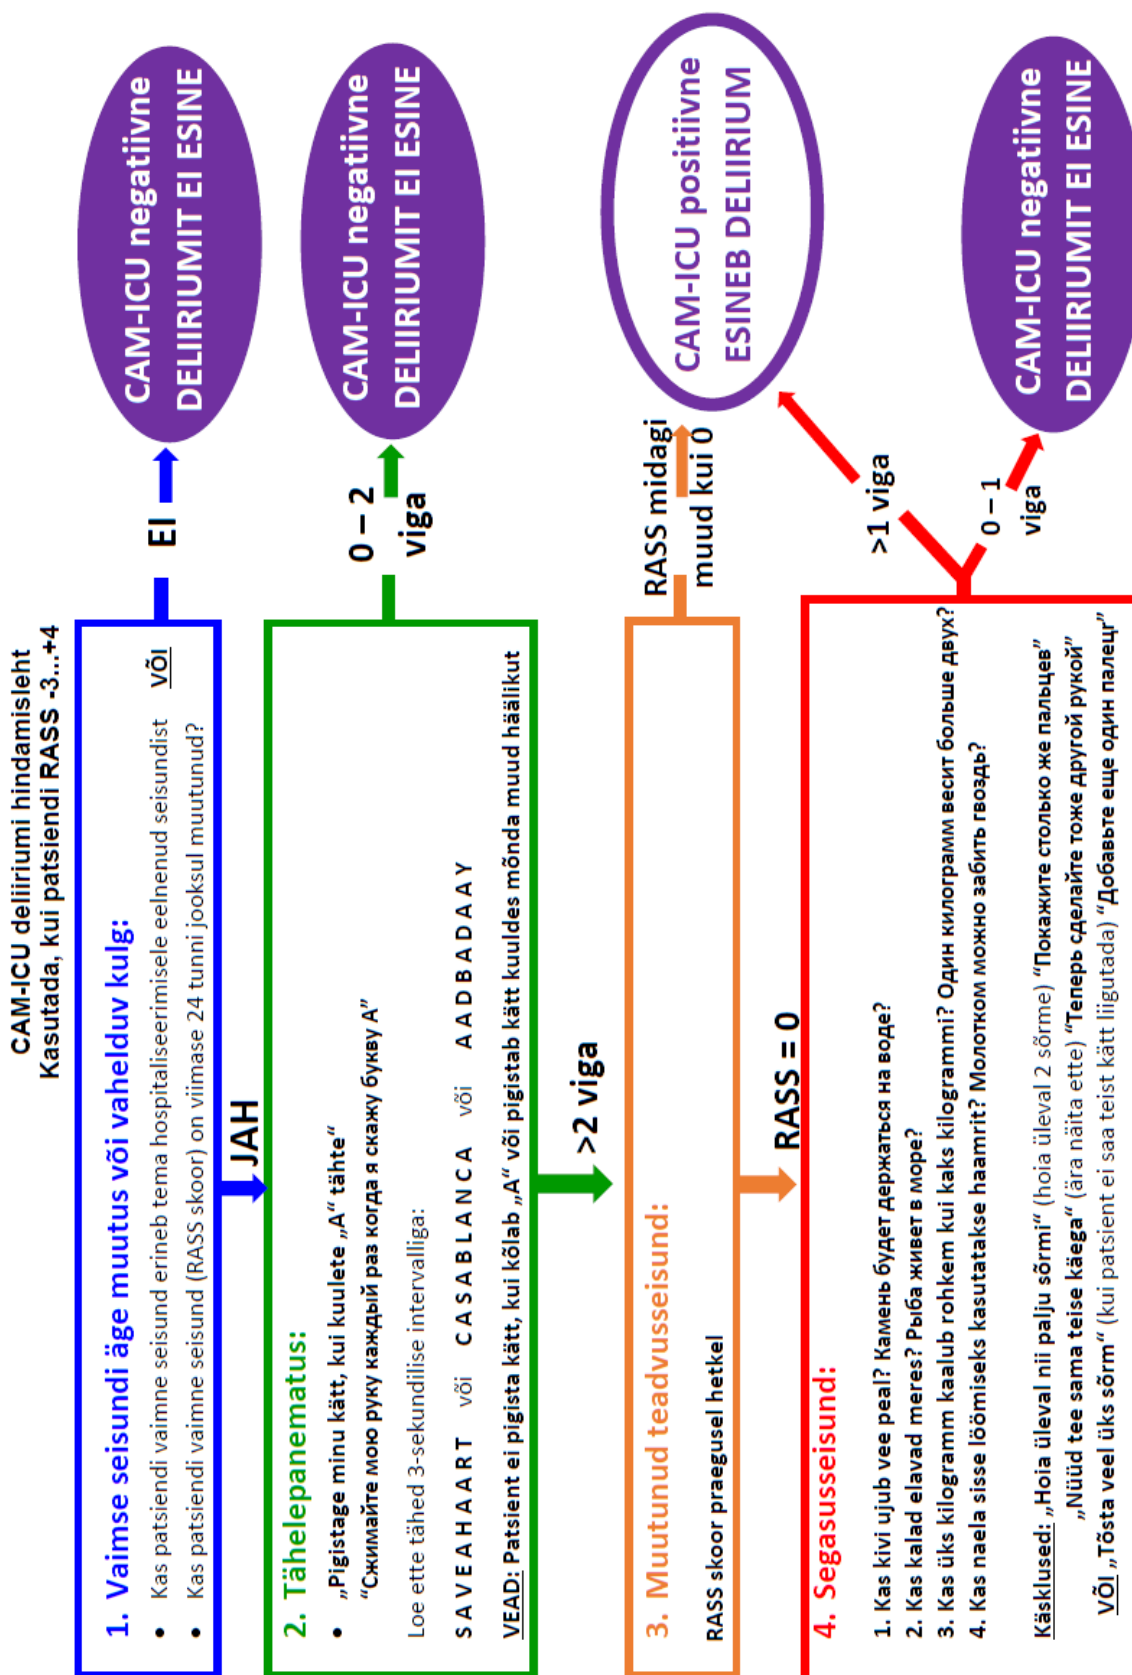 CAM-ICU deliiriumi hindamisleht
Kasutada, kui patsiendi RASS -3...+4
1. Vaimse seisundi äge muutus või vahelduv kulg:
• Kas patsiendi vaimne seisund erineb tema hospitaliseerimisele eelnenud seisundist VÕI
• Kas patsiendi vaimne seisund (RASS skoor) on viimase 24 tunni jooksul muutunud?
EI
CAM-ICU negatiivne
DELIIRIUMIT EI ESINE
JAH
2. Tähelepanematus:
• „Pigistage minu kätt, kui kuulete „A“ tähte“
“Сжимайте мою руку каждый раз когда я скажу букву А”
Loe ette tähed 3-sekundilise intervalliga:
S A V E A H A A R T või C A S A B L A N C A või A A D B A D A A Y
VEAD: Patsient ei pigista kätt, kui kõlab „A“ või pigistab kätt kuuldes mõnda muud häälikut
0 – 2
viga
CAM-ICU negatiivne
DELIIRIUMIT EI ESINE
>2 viga
3. Muutunud teadvusseisund:
RASS skoor praegusel hetkel
RASS midagi
muud kui 0
CAM-ICU positiivne
ESINEB DELIIRIUM
RASS = 0
4. Segasusseisund:
1. Kas kivi ujub vee peal? Камень будет держаться на воде?
2. Kas kalad elavad meres? Рыба живет в море?
3. Kas üks kilogramm kaalub rohkem kui kaks kilogrammi? Один килограмм весит больше двух?
4. Kas naela sisse löömiseks kasutatakse haamrit? Молотком можно забить гвоздь?
Käsklused: „Hoia üleval nii palju sõrmi“ (hoia üleval 2 sõrme) “Покажите столько же пальцев”
„Nüüd tee sama teise käega“ (ära näita ette) “Теперь сделайте тоже другой рукой”
VÕI „Tõsta veel üks sõrm“ (kui patsient ei saa teist kätt liigutada) “Добавьте еще один палец”
>1 viga
0 – 1
viga
CAM-ICU negatiivne
DELIIRIUMIT EI ESINE